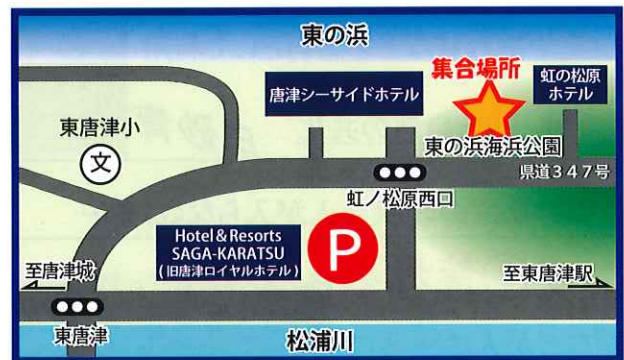 東の浜
集合場所
虹の松原
ホテル
唐津シーサイドホテル
東唐津小
文
東の浜海浜公園
県道347号
虹ノ松原西口
Hotel & Resorts
SAGA-KARATSU
(旧唐津ロイヤルホテル)
P
至唐津城
至東唐津駅
東唐津
松浦川